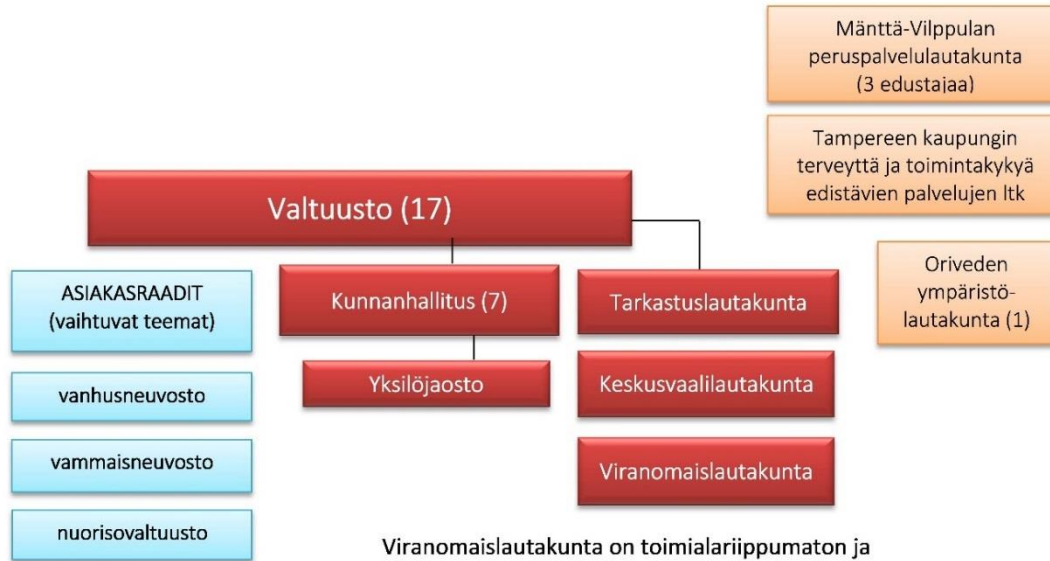 Mänttä-Vilppulan
peruspalvelulautakunta
(3 edustajaa)
Tampereen kaupungin
terveyttä ja toimintakykyä
edistävien palvelujen ltk
Valtuusto (17)
Oriveden
ympäristö-
lautakunta (1)
ASIAKASRAADIT
(vaihtuvat teemat)
Kunnanhallitus (7)
Tarkastuslautakunta
Yksilöjaosto
Keskusvaalilautakunta
vanhusneuvosto
vammaisneuvosto
Viranomaislautakunta
nuorisovaltuusto
Viranomaislautakunta on toimialariippumaton ja